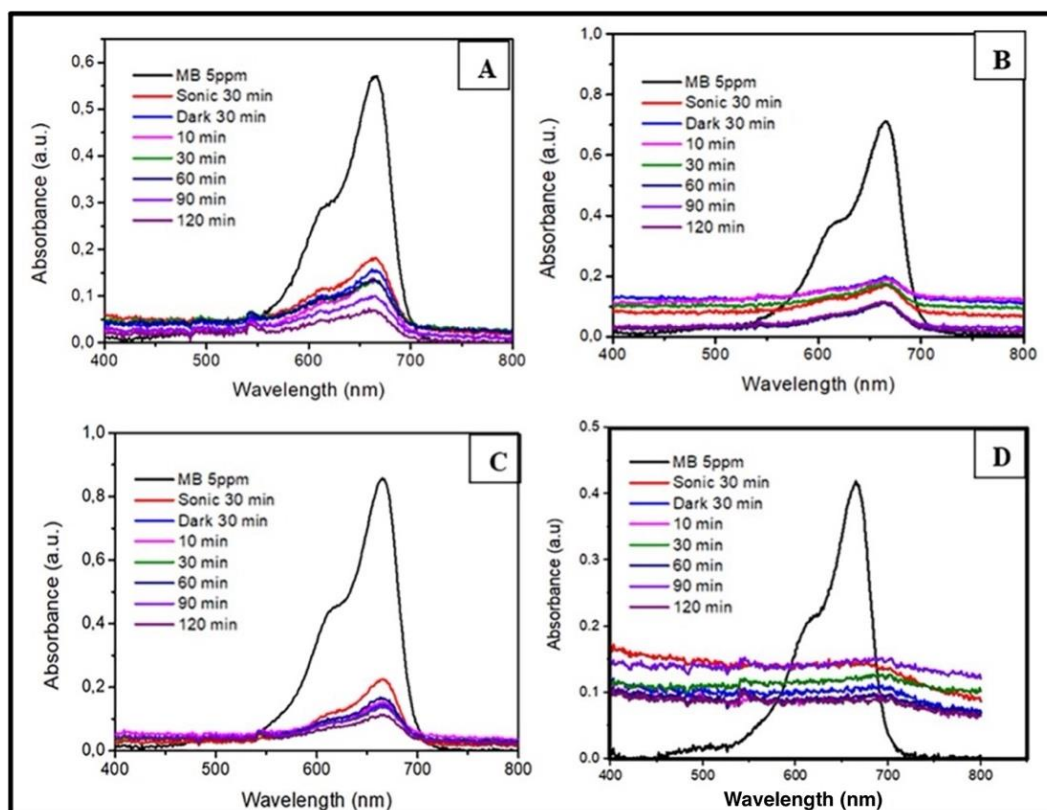 A
0,6
0,5
0,4
0,3
0,2
0,1
0,0
400 500 600 700 800
Absorbance (a.u.)
Wavelength (nm)
MB 5ppm
Sonic 30 min
Dark 30 min
10 min
30 min
60 min
90 min
120 min
B
1,0
0,8
0,6
0,4
0,2
0,0
400 500 600 700 800
Absorbance (a.u.)
Wavelength (nm)
MB 5ppm
Sonic 30 min
Dark 30 min
10 min
30 min
60 min
90 min
120 min
C
1,0
0,8
0,6
0,4
0,2
0,0
400 500 600 700 800
Absorbance (a.u.)
Wavelength (nm)
MB 5ppm
Sonic 30 min
Dark 30 min
10 min
30 min
60 min
90 min
120 min
D
0.5
0.4
0.3
0.2
0.1
0.0
400 500 600 700 800
Absorbance (a.u)
Wavelength (nm)
MB 5ppm
Sonic 30 min
Dark 30 min
10 min
30 min
60 min
90 min
120 min